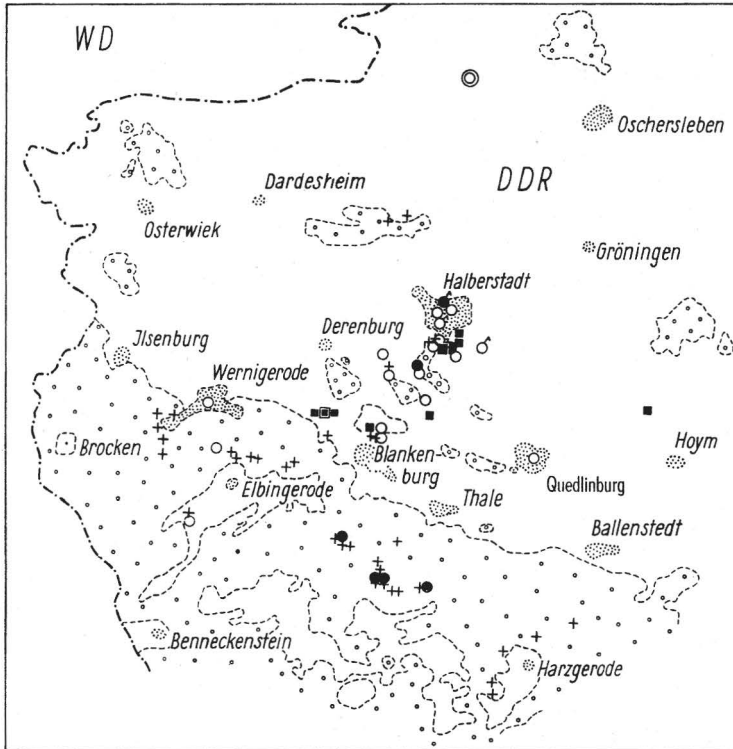 WD
Oschersleben
Dardesheim
DDR
Osterwiek
Gröningen
Halberstadt
Jlsenburg
Derenburg
Wernigerode
Brocken
Blanken-
burg
Hoym
Elbingerode
Thale
Quedlinburg
Ballenstedt
Benneckenstein
Harzgerode